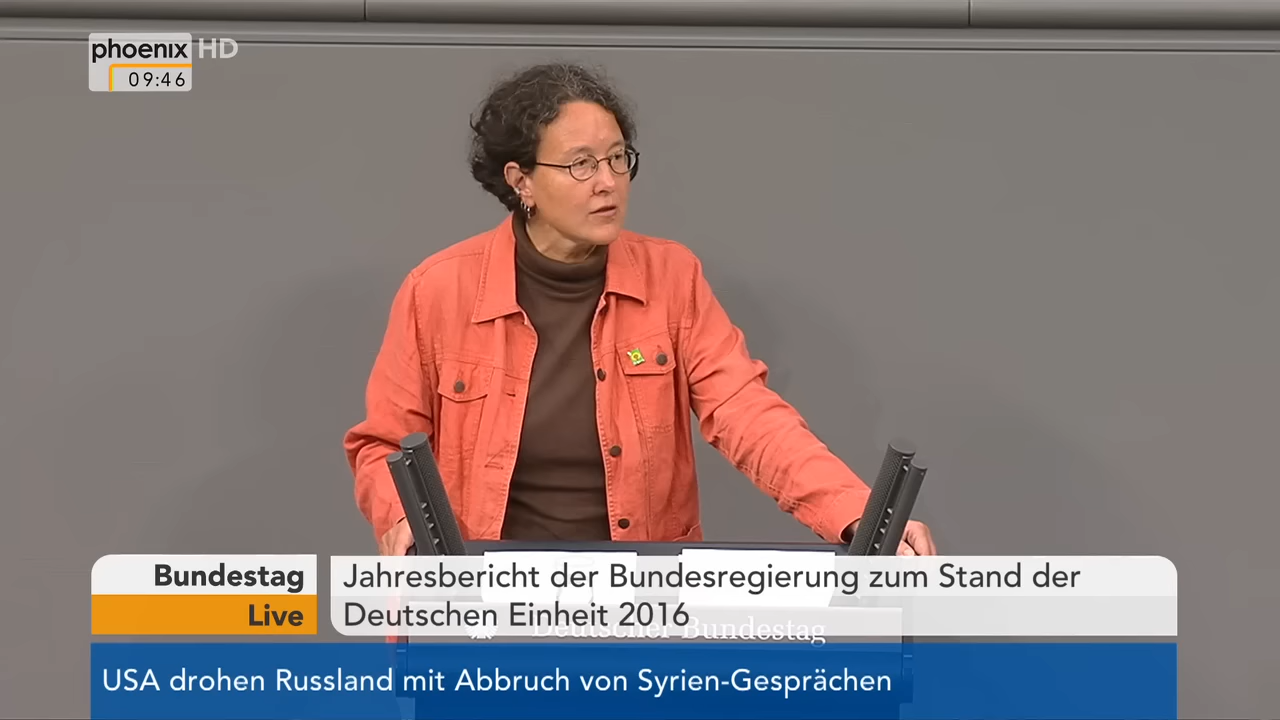 phoenix HD
09:46
Bundestag
Live
Jahresbericht der Bundesregierung zum Stand der
Deutschen Einheit 2016
Deutscher Bundestag
USA drohen Russland mit Abbruch von Syrien-Gesprächen